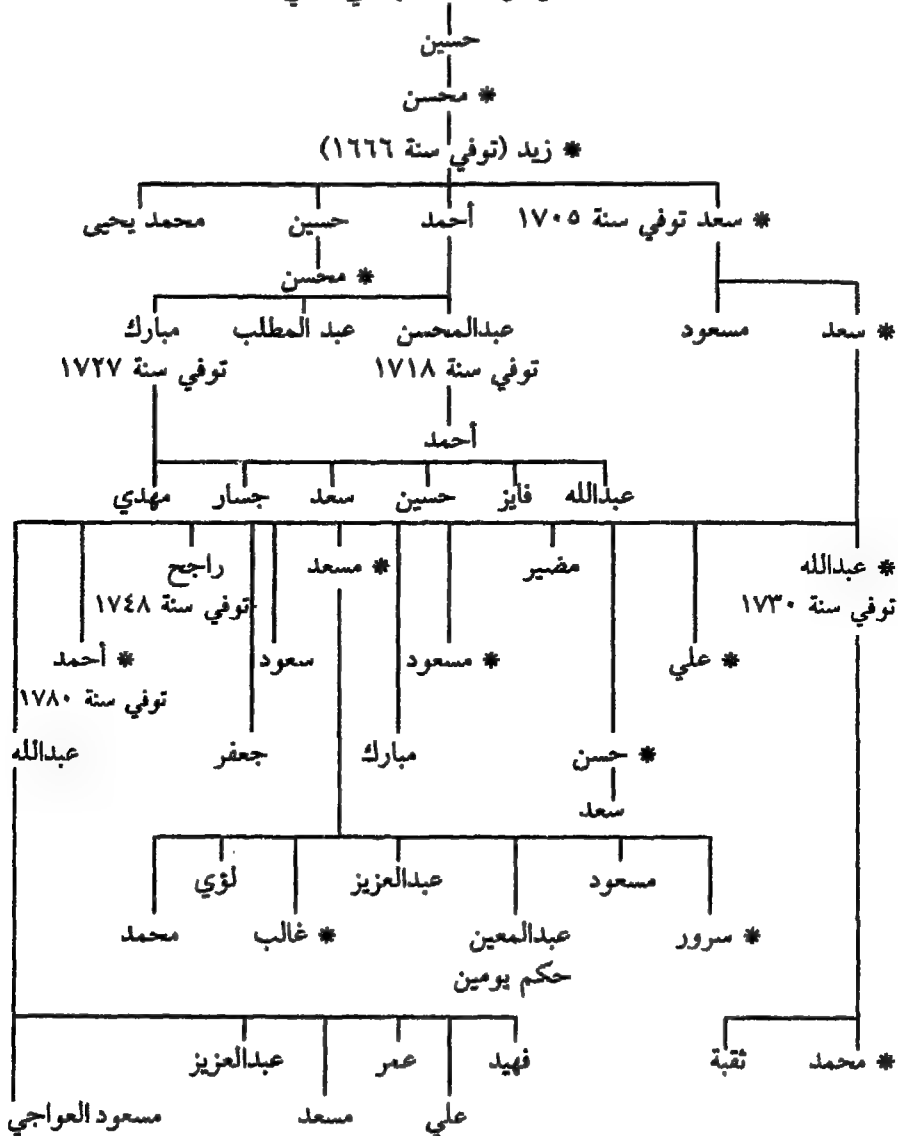 حسين
* محسن
* زيد (توفي سنة ١٦٦٦)
* سعد توفي سنة ١٧٠٥ أحمد حسين محمد يحيى
* محسن
* سعد مسعود عبدالمحسن عبد المطلب مبارك
توفي سنة ١٧١٨ توفي سنة ١٧٢٧
أحمد
عبدالله فايز حسين سعد جسار مهدي
* عبدالله مضير * مسعد راجح
توفي سنة ١٧٣٠ توفي سنة ١٧٤٨
* علي * مسعود سعود * أحمد
توفي سنة ١٧٨٠
* حسن مبارك جعفر عبدالله
سعد
مسعود عبدالعزيز لؤي
* سرور عبدالمعين * غالب محمد
حكم يومين
* محمد ثقبة فهيد عمر عبدالعزيز
علي مسعد مسعود العواجي